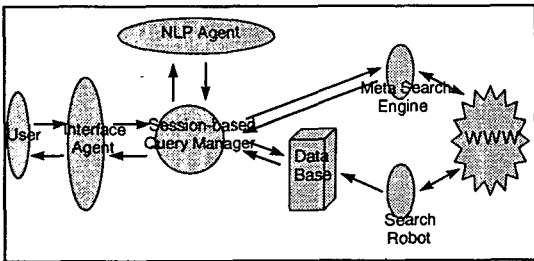 NLP Agent
User
Interface
Agent
Session-based
Query Manager
Meta Search
Engine
WWW
Data
Base
Search
Robot